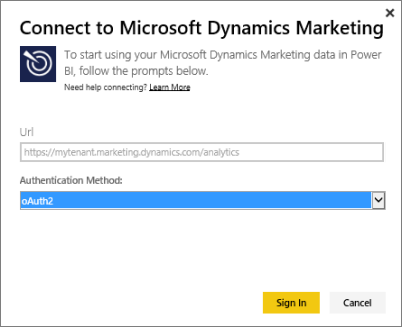 Connect to Microsoft Dynamics Marketing
To start using your Microsoft Dynamics Marketing data in Power
BI, follow the prompts below.
Need help connecting? Learn More
Url
https://mytenant.marketing.dynamics.com/analytics
Authentication Method:
oAuth2
Sign In Cancel